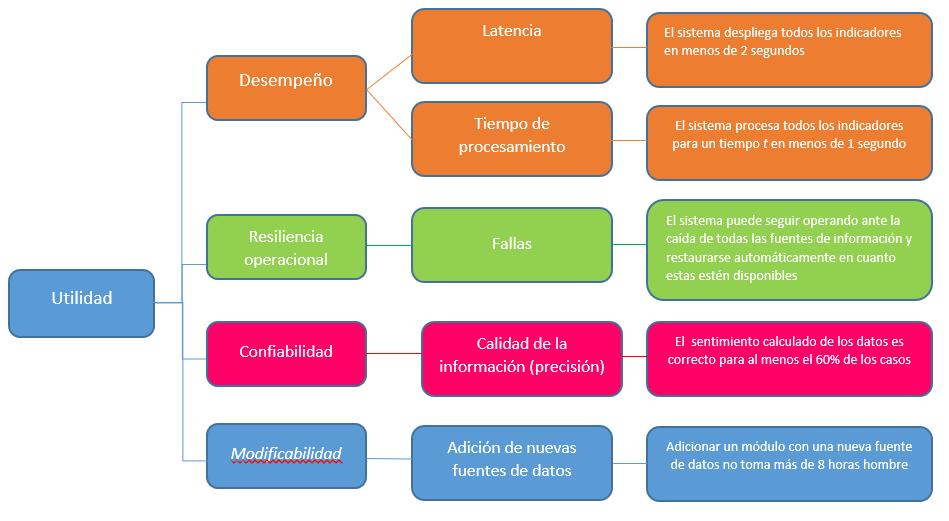 Utilidad
Desempeño
Latencia
El sistema despliega todos los indicadores
en menos de 2 segundos
Tiempo de
procesamiento
El sistema procesa todos los indicadores
para un tiempo t en menos de 1 segundo
Resiliencia
operacional
Fallas
El sistema puede seguir operando ante la
caída de todas las fuentes de información y
restaurarse automáticamente en cuanto
estas estén disponibles
Confiabilidad
Calidad de la
información (precisión)
El sentimiento calculado de los datos es
correcto para al menos el 60% de los casos
Modificabilidad
Adición de nuevas
fuentes de datos
Adicionar un módulo con una nueva fuente
de datos no toma más de 8 horas hombre